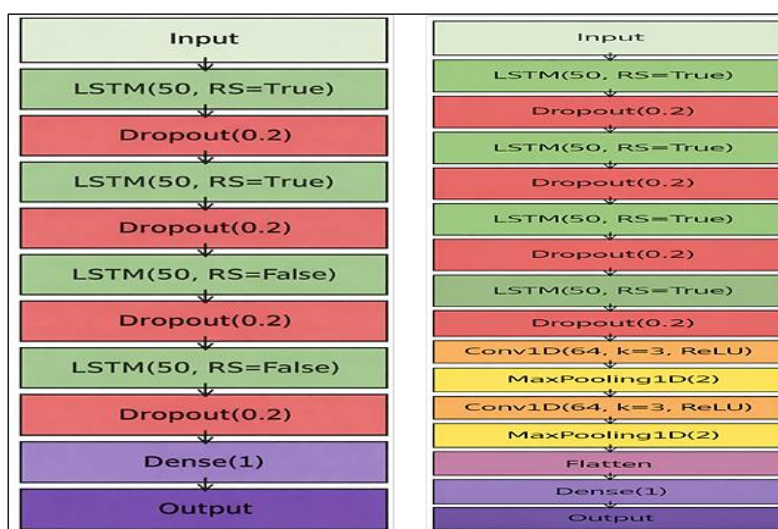 Input
LSTM(50, RS=True)
Dropout(0.2)
LSTM(50, RS=True)
Dropout(0.2)
LSTM(50, RS=False)
Dropout(0.2)
LSTM(50, RS=False)
Dropout(0.2)
Dense(1)
Output
Input
LSTM(50, RS=True)
Dropout(0.2)
LSTM(50, RS=True)
Dropout(0.2)
LSTM(50, RS=True)
Dropout(0.2)
LSTM(50, RS=True)
Dropout(0.2)
Conv1D(64, k=3, ReLU)
MaxPooling1D(2)
Conv1D(64, k=3, ReLU)
MaxPooling1D(2)
Flatten
Dense(1)
Output